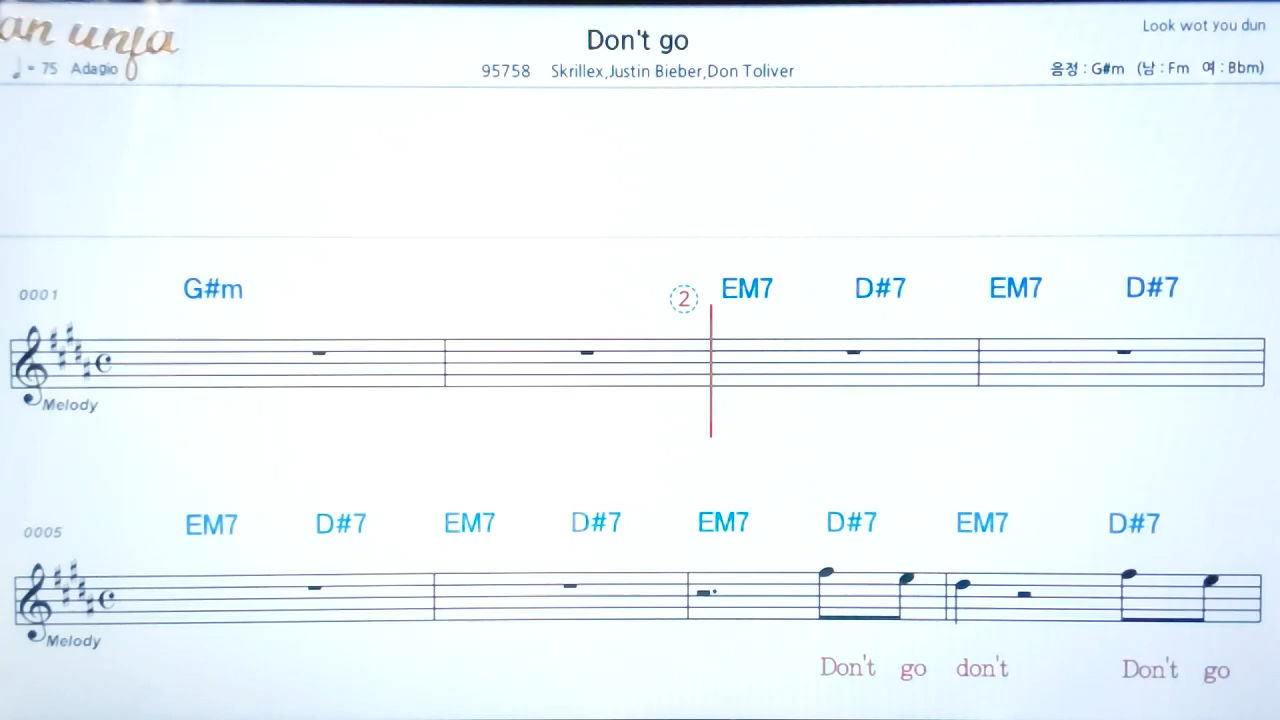 an unfa
Look wot you dun
Don't go
♩= 75 Adagio
95758 Skrillex,Justin Bieber,Don Toliver
음정 : G#m (남 : Fm 여 : Bbm)
0001 G#m ② EM7 D#7 EM7 D#7
Melody
0005 EM7 D#7 EM7 D#7 EM7 D#7 EM7 D#7
Melody
Don't go don't Don't go